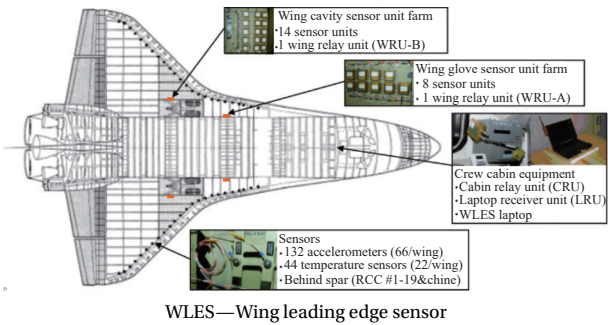 Wing cavity sensor unit farm
•14 sensor units
•1 wing relay unit (WRU-B)
Wing glove sensor unit farm
• 8 sensor units
• 1 wing relay unit (WRU-A)
Crew cabin equipment
•Cabin relay unit (CRU)
•Laptop receiver unit (LRU)
•WLES laptop
Sensors
•132 accelerometers (66/wing)
•44 temperature sensors (22/wing)
•Behind spar (RCC #1-19&chine)
WLES—Wing leading edge sensor